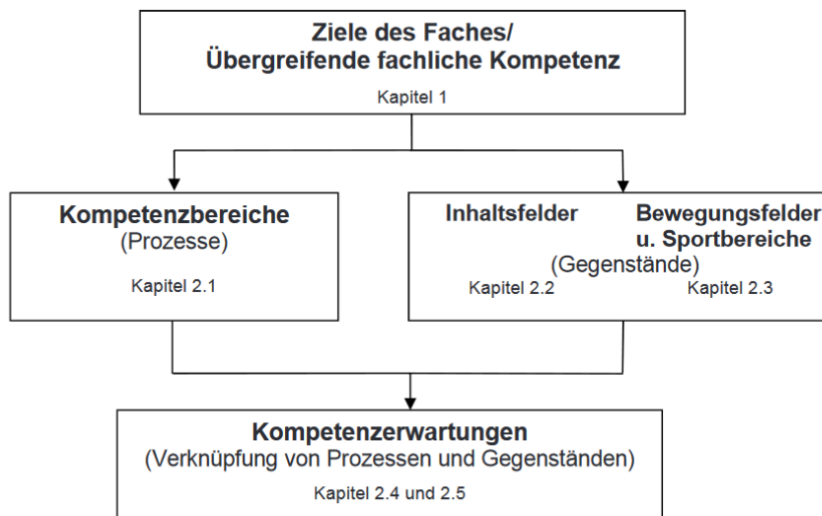 Ziele des Faches/
Übergreifende fachliche Kompetenz
Kapitel 1
Kompetenzbereiche
(Prozesse)
Kapitel 2.1
Inhaltsfelder
Bewegungsfelder
u. Sportbereiche
(Gegenstände)
Kapitel 2.2
Kapitel 2.3
Kompetenzerwartungen
(Verknüpfung von Prozessen und Gegenständen)
Kapitel 2.4 und 2.5